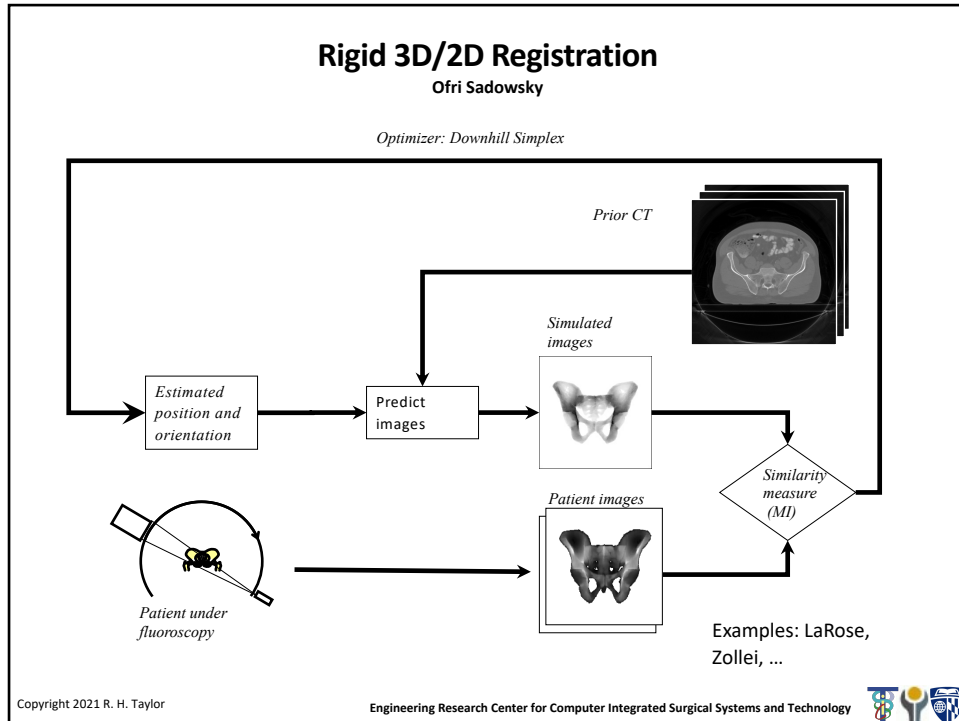 Rigid 3D/2D Registration
Ofri Sadowsky
Optimizer: Downhill Simplex
Prior CT
Simulated
images
Estimated
position and
orientation
Predict
images
Similarity
measure
(MI)
Patient images
Patient under
fluoroscopy
Examples: LaRose,
Zollei, ...
Copyright 2021 R. H. Taylor
Engineering Research Center for Computer Integrated Surgical Systems and Technology